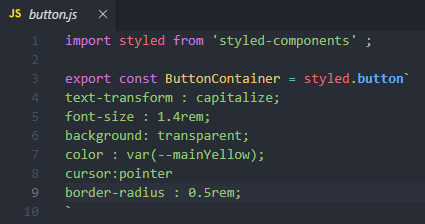 JS button.js ×
1 import styled from 'styled-components' ;
2
3 export const ButtonContainer = styled.button`
4 text-transform : capitalize;
5 font-size : 1.4rem;
6 background: transparent;
7 color : var(--mainYellow);
8 cursor:pointer
9 border-radius : 0.5rem;
10 `